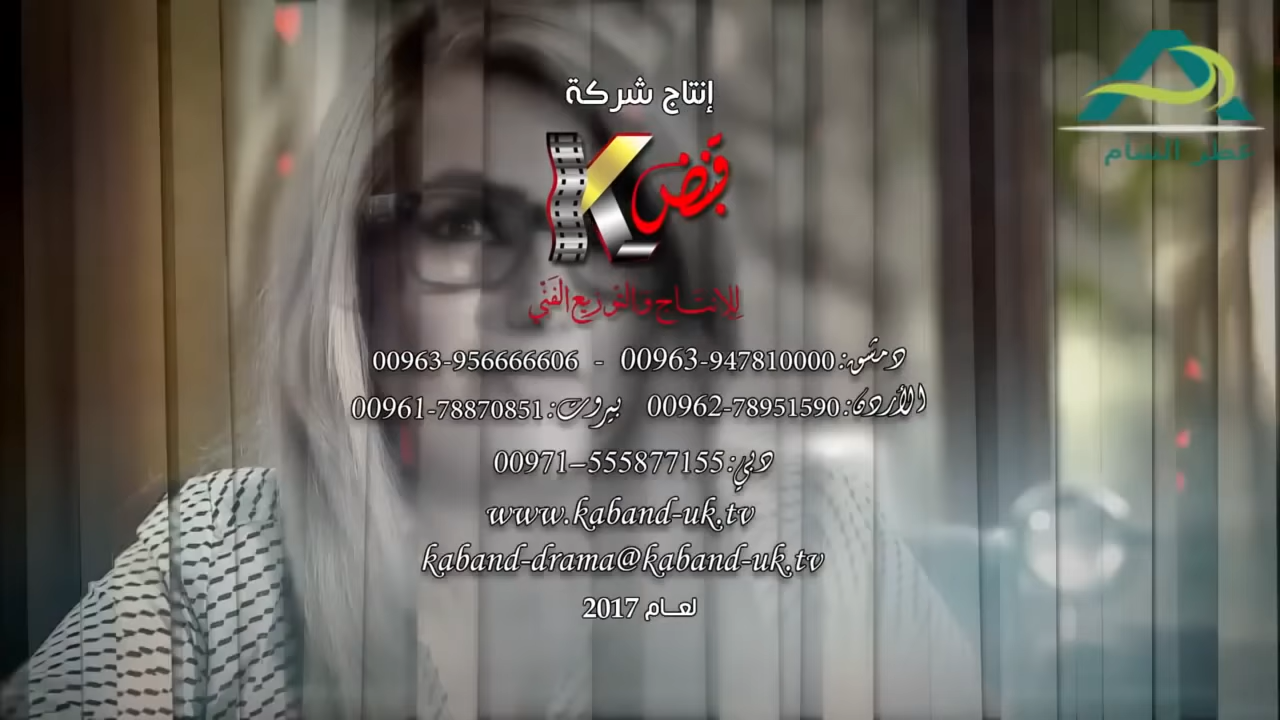 إنتاج شركة
K قبنض
للإنتاج والتوزيع الفني
دمشق: 00963-947810000 - 00963-956666606
الأردن: 00962-78951590 بيروت: 00961-78870851
دبي: 00971-555877155
www.kaband-uk.tv
kaband-drama@kaband-uk.tv
لعام 2017
عطر الشام